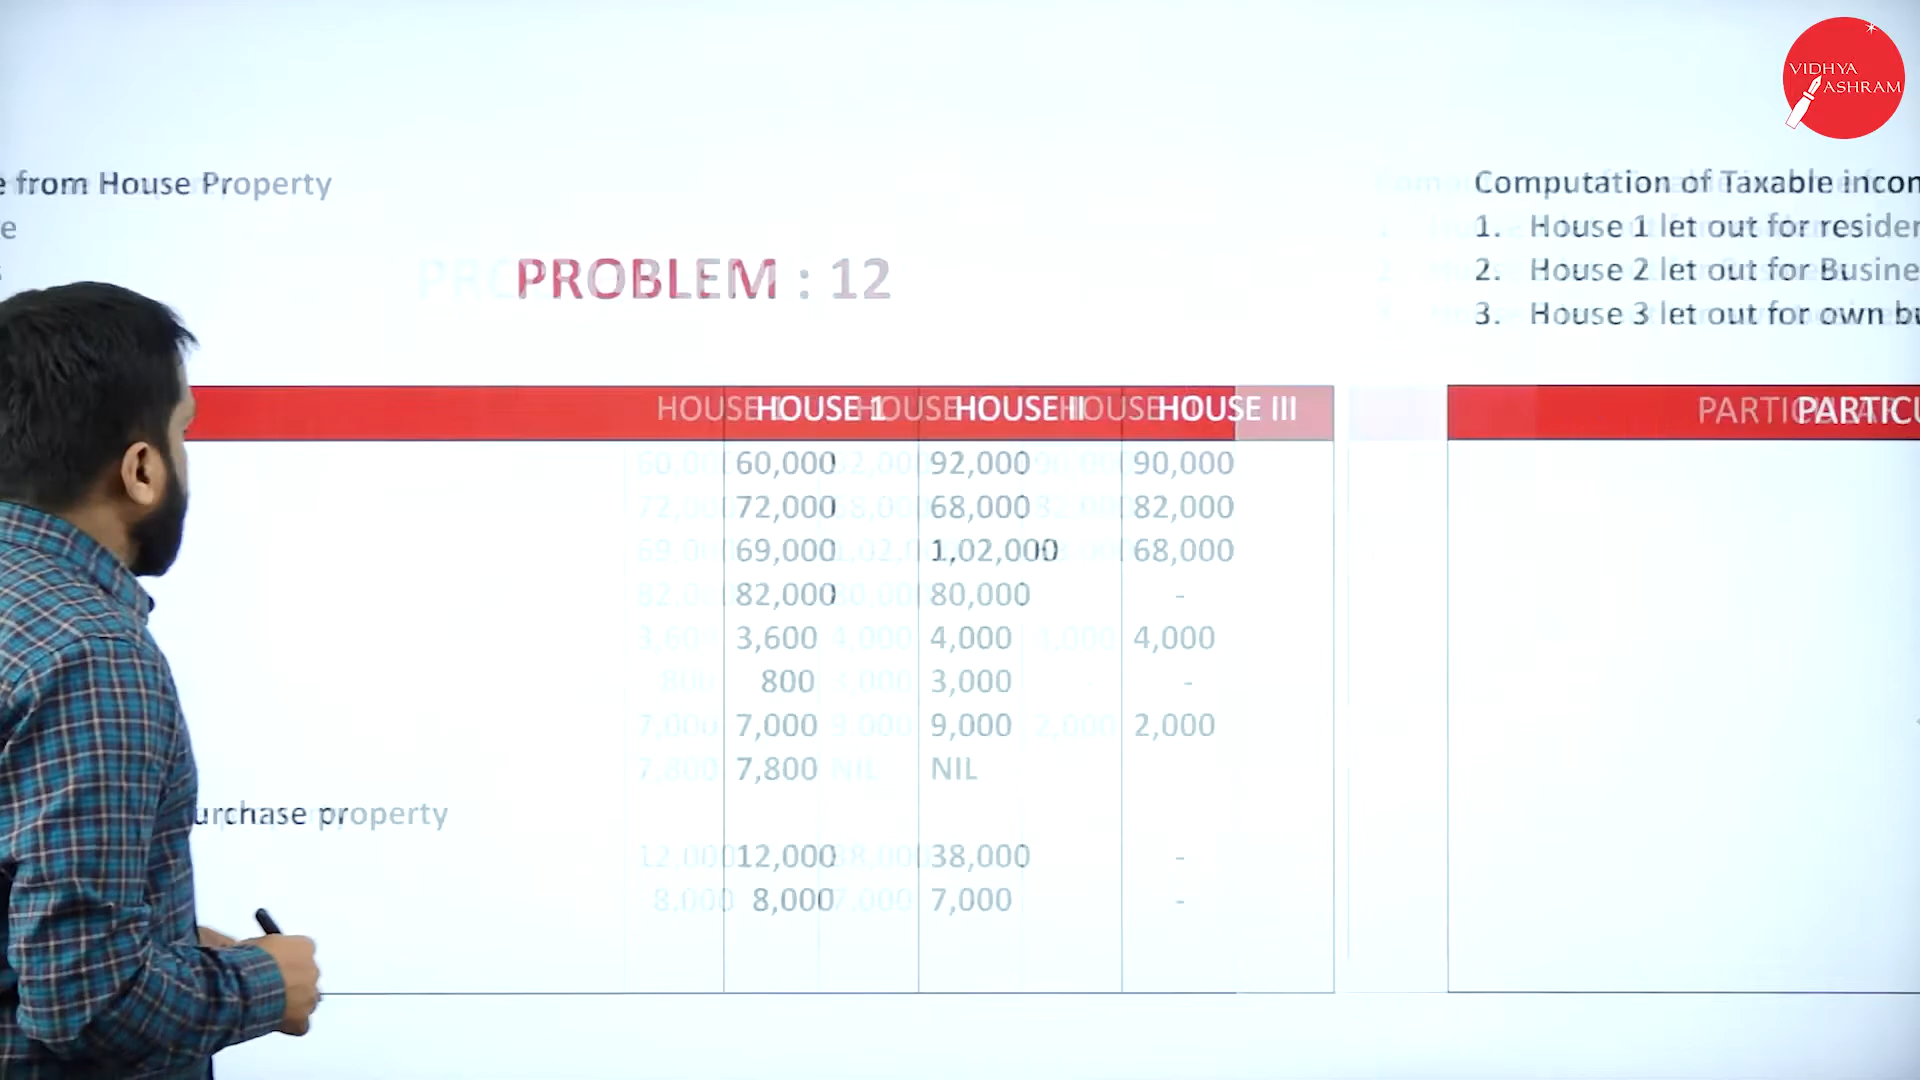 VIDHYA
ASHRAM
e from House Property
e
PROBLEM : 12
Computation of Taxable incom
1. House 1 let out for residen
2. House 2 let out for Busine
3. House 3 let out for own bu
HOUSE 1 HOUSE II HOUSE III
PARTICU
60,000 92,000 90,000
72,000 68,000 82,000
69,000 1,02,000 68,000
82,000 80,000 -
3,600 4,000 4,000
800 3,000 -
7,000 9,000 2,000
7,800 NIL
urchase property
12,000 38,000 -
8,000 7,000 -